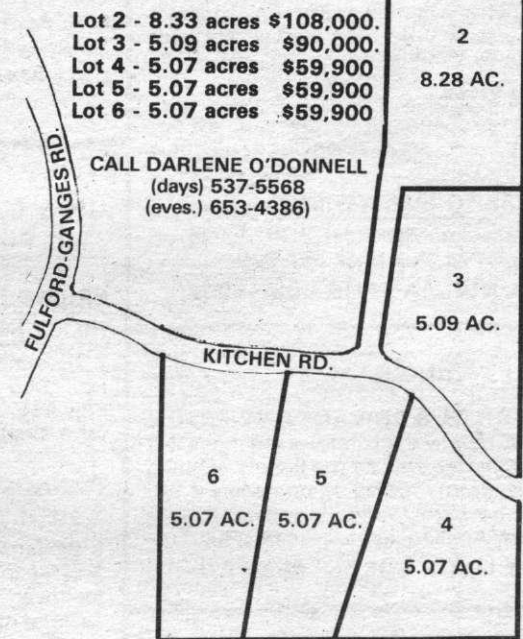 Lot 2 - 8.33 acres $108,000.
Lot 3 - 5.09 acres $90,000.
Lot 4 - 5.07 acres $59,900
Lot 5 - 5.07 acres $59,900
Lot 6 - 5.07 acres $59,900
CALL DARLENE O'DONNELL
(days) 537-5568
(eves.) 653-4386)
2
8.28 AC.
FULFORD-GANGES RD.
3
5.09 AC.
KITCHEN RD.
6
5.07 AC.
5
5.07 AC.
4
5.07 AC.